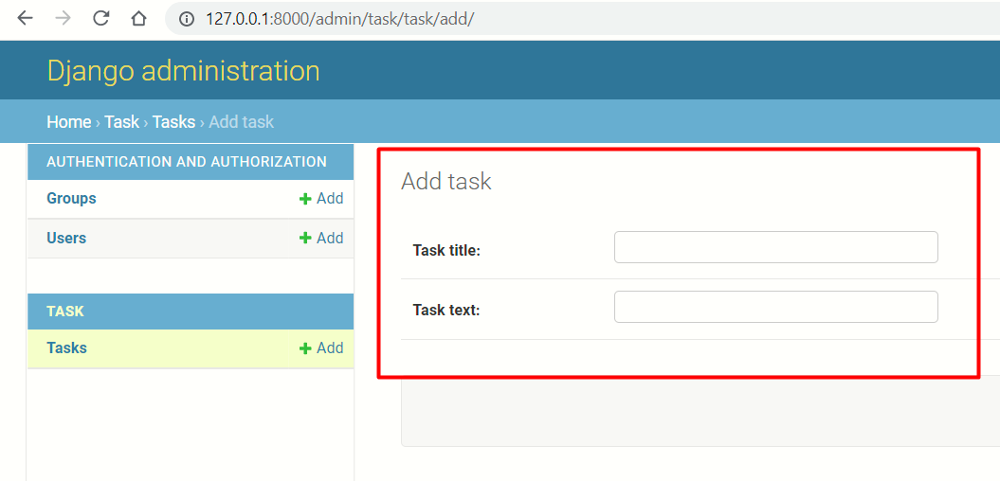 127.0.0.1:8000/admin/task/task/add/
Django administration
Home › Task › Tasks › Add task
AUTHENTICATION AND AUTHORIZATION
Groups Add
Users Add
TASK
Tasks Add
Add task
Task title:
Task text: